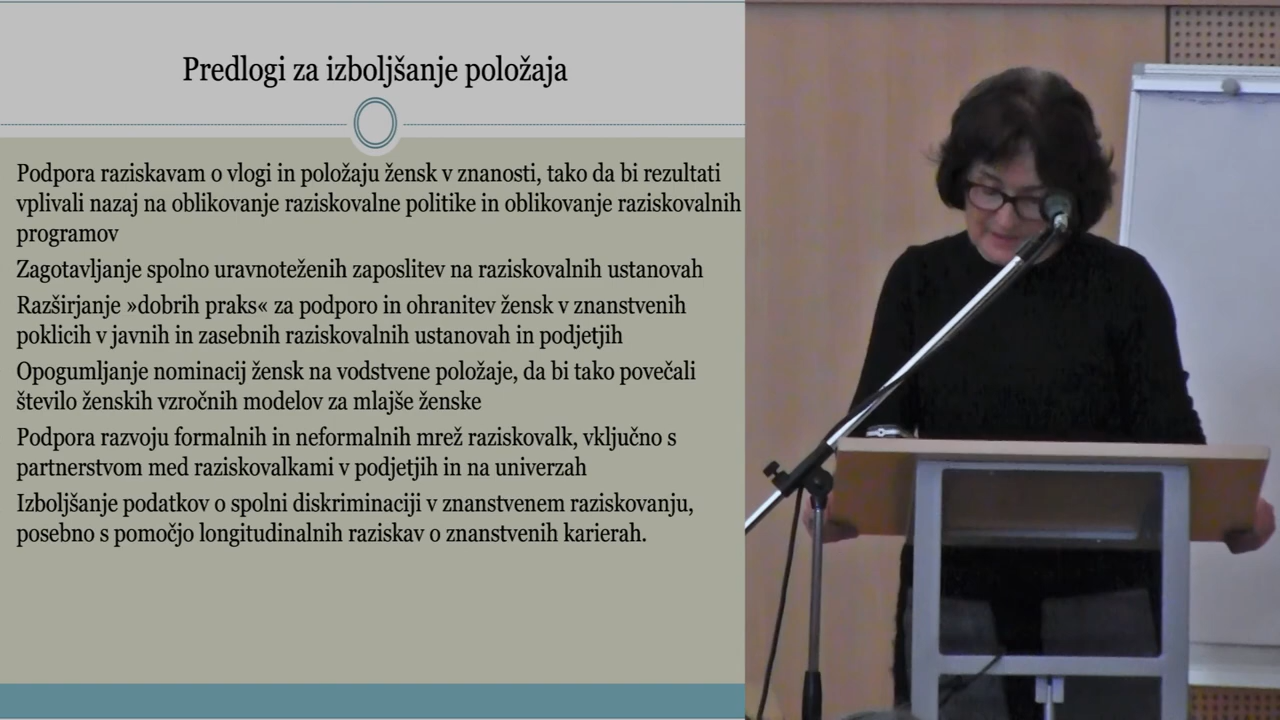 Predlogi za izboljšanje položaja
Podpora raziskavam o vlogi in položaju žensk v znanosti, tako da bi rezultati
vplivali nazaj na oblikovanje raziskovalne politike in oblikovanje raziskovalnih
programov
Zagotavljanje spolno uravnoteženih zaposlitev na raziskovalnih ustanovah
Razširjanje »dobrih praks« za podporo in ohranitev žensk v znanstvenih
poklicih v javnih in zasebnih raziskovalnih ustanovah in podjetjih
Opogumljanje nominacij žensk na vodstvene položaje, da bi tako povečali
število ženskih vzročnih modelov za mlajše ženske
Podpora razvoju formalnih in neformalnih mrež raziskovalk, vključno s
partnerstvom med raziskovalkami v podjetjih in na univerzah
Izboljšanje podatkov o spolni diskriminaciji v znanstvenem raziskovanju,
posebno s pomočjo longitudinalnih raziskav o znanstvenih karierah.